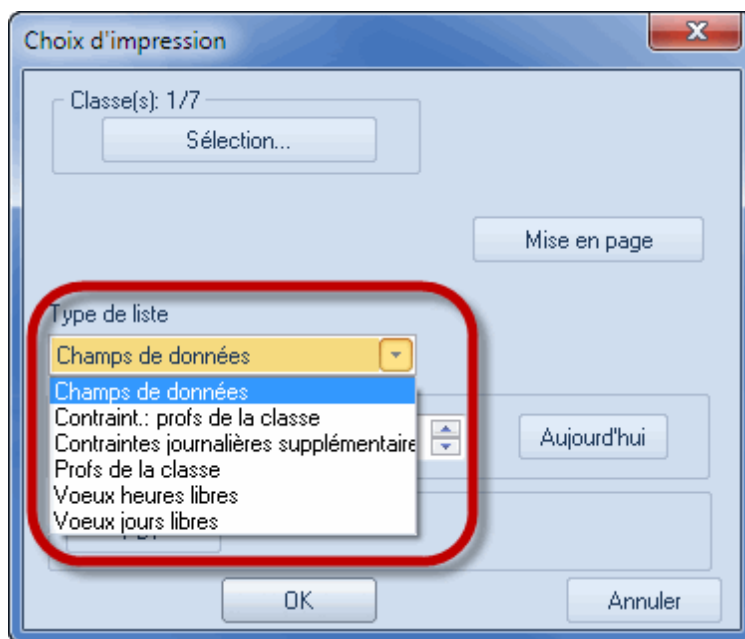 Choix d'impression
Classe(s): 1/7
Sélection...
Mise en page
Type de liste
Champs de données
Champs de données
Contraint.: profs de la classe
Contraintes journalières supplémentaire
Aujourd'hui
Profs de la classe
Voeux heures libres
Voeux jours libres
OK
Annuler